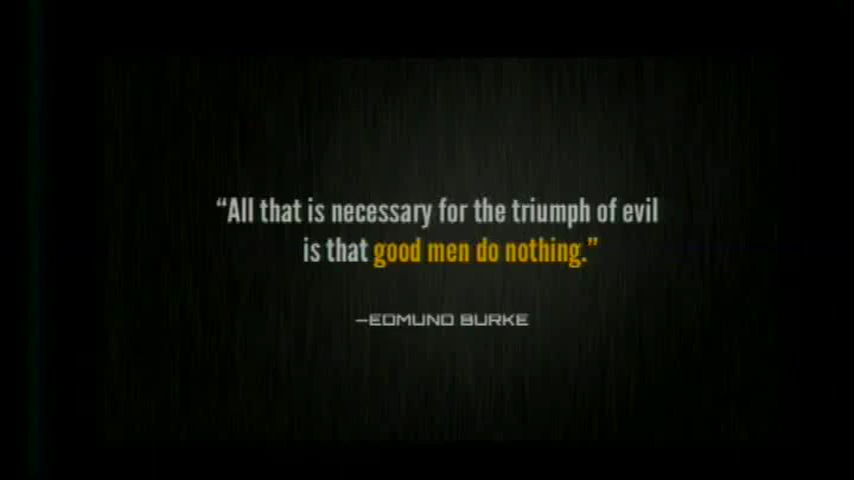 “All that is necessary for the triumph of evil
is that good men do nothing.”
—EDMUND BURKE